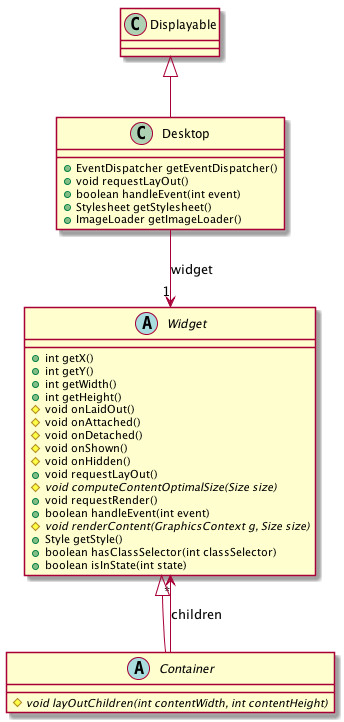 C Displayable
C Desktop
EventDispatcher getEventDispatcher()
void requestLayOut()
boolean handleEvent(int event)
Stylesheet getStylesheet()
ImageLoader getImageLoader()
widget
1
A Widget
int getX()
int getY()
int getWidth()
int getHeight()
void onLaidOut()
void onAttached()
void onDetached()
void onShown()
void onHidden()
void requestLayOut()
void computeContentOptimalSize(Size size)
void requestRender()
boolean handleEvent(int event)
void renderContent(GraphicsContext g, Size size)
Style getStyle()
boolean hasClassSelector(int classSelector)
boolean isInState(int state)
*
children
A Container
void layOutChildren(int contentWidth, int contentHeight)